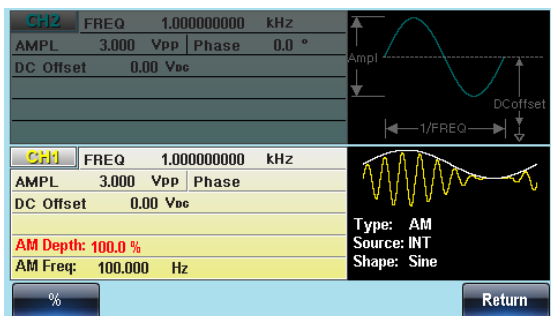 CH2 FREQ 1.000000000 kHz
AMPL 3.000 Vpp Phase 0.0 °
DC Offset 0.00 VDC
Ampl
DCoffset
1/FREQ
CH1 FREQ 1.000000000 kHz
AMPL 3.000 Vpp Phase
DC Offset 0.00 VDC
AM Depth: 100.0 %
AM Freq: 100.000 Hz
Type: AM
Source: INT
Shape: Sine
% Return